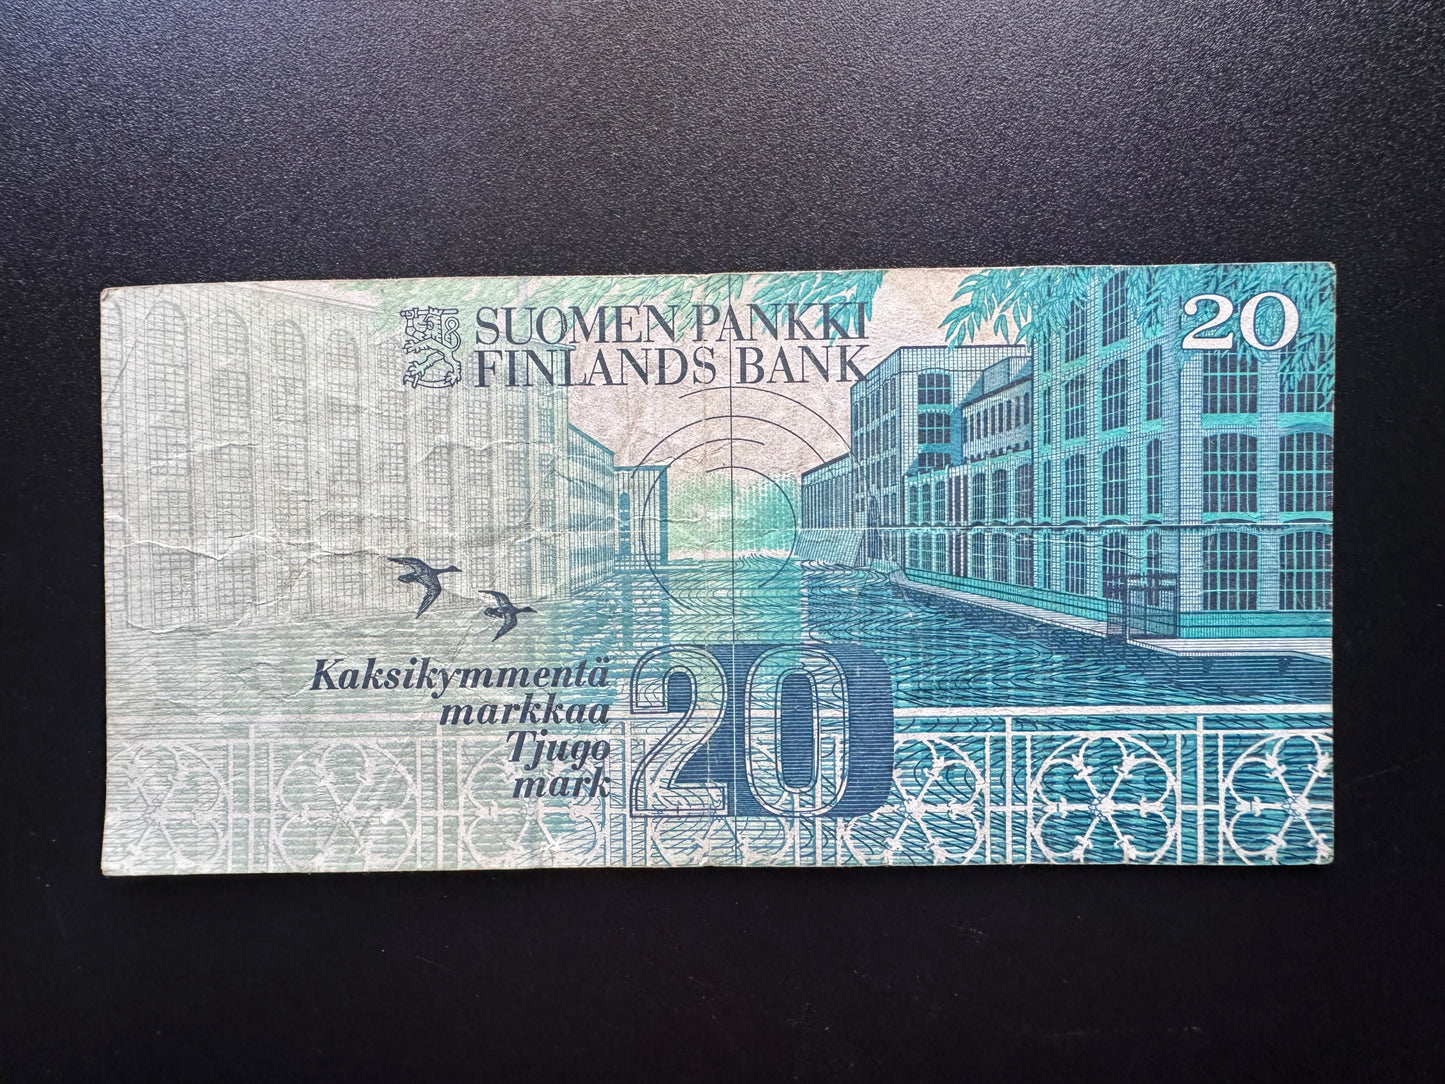 SUOMEN PANKKI
FINLANDS BANK
20
Kaksikymmentä
markkaa
Tjugo
mark
20